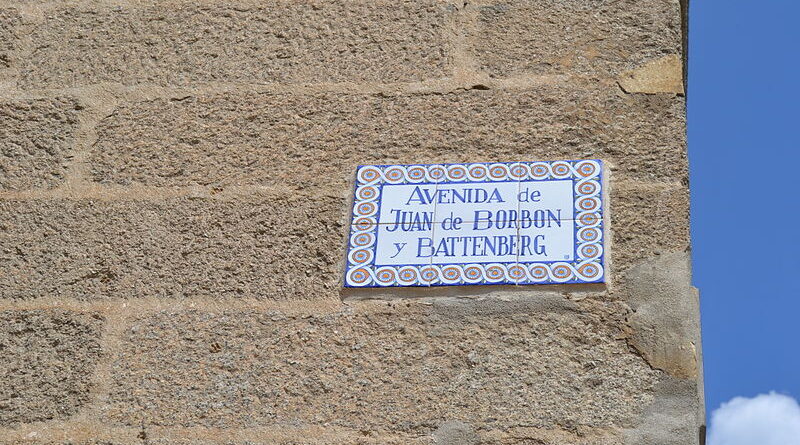 AVENIDA de
JUAN de BORBON
y BATTENBERG